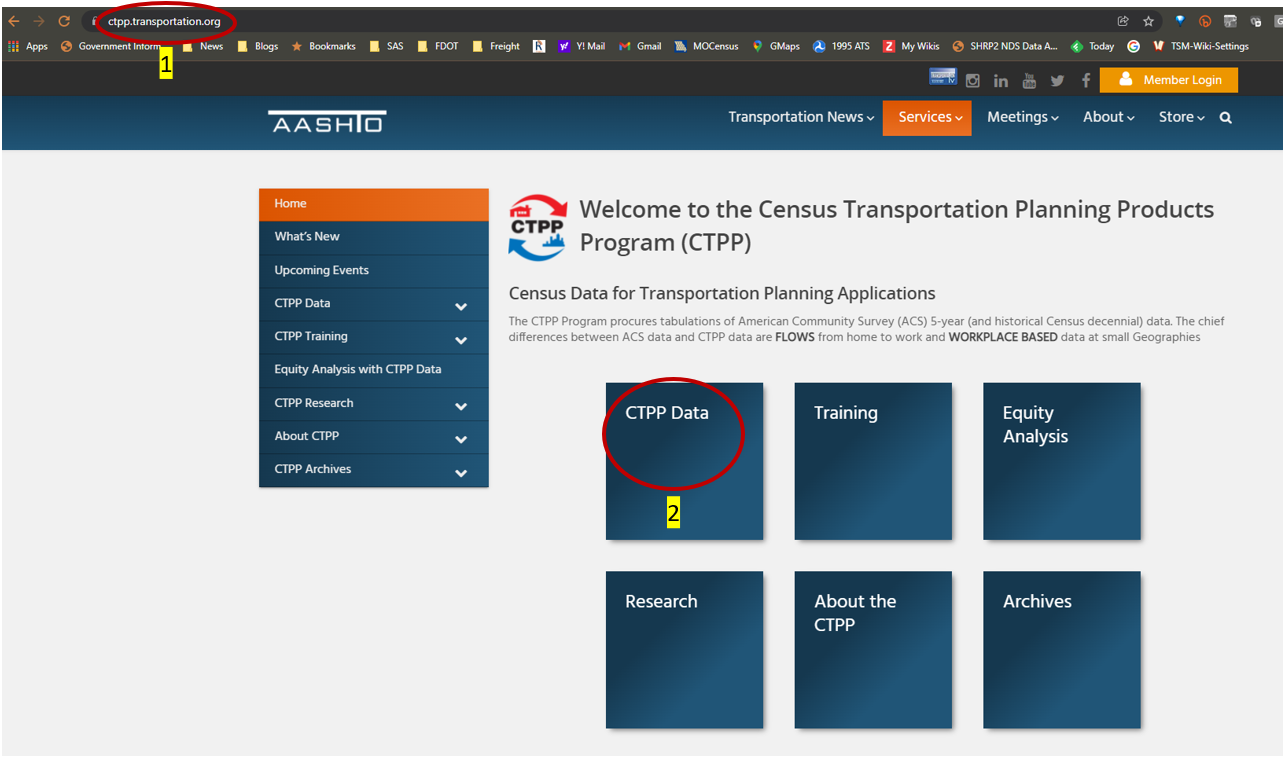 ctpp.transportation.org
Apps Government Inform... News Blogs Bookmarks SAS FDOT Freight R Y! Mail Gmail MOCensus GMaps 1995 ATS Z My Wikis SHRP2 NDS Data A... Today G TSM-Wiki-Settings
1
Member Login
AASHTO
Transportation News Services Meetings About Store
Home
What's New
Upcoming Events
CTPP Data
CTPP Training
Equity Analysis with CTPP Data
CTPP Research
About CTPP
CTPP Archives
CTPP
Welcome to the Census Transportation Planning Products
Program (CTPP)
Census Data for Transportation Planning Applications
The CTPP Program procures tabulations of American Community Survey (ACS) 5-year (and historical Census decennial) data. The chief
differences between ACS data and CTPP data are FLOWS from home to work and WORKPLACE BASED data at small Geographies
CTPP Data
2
Training
Equity
Analysis
Research
About the
CTPP
Archives